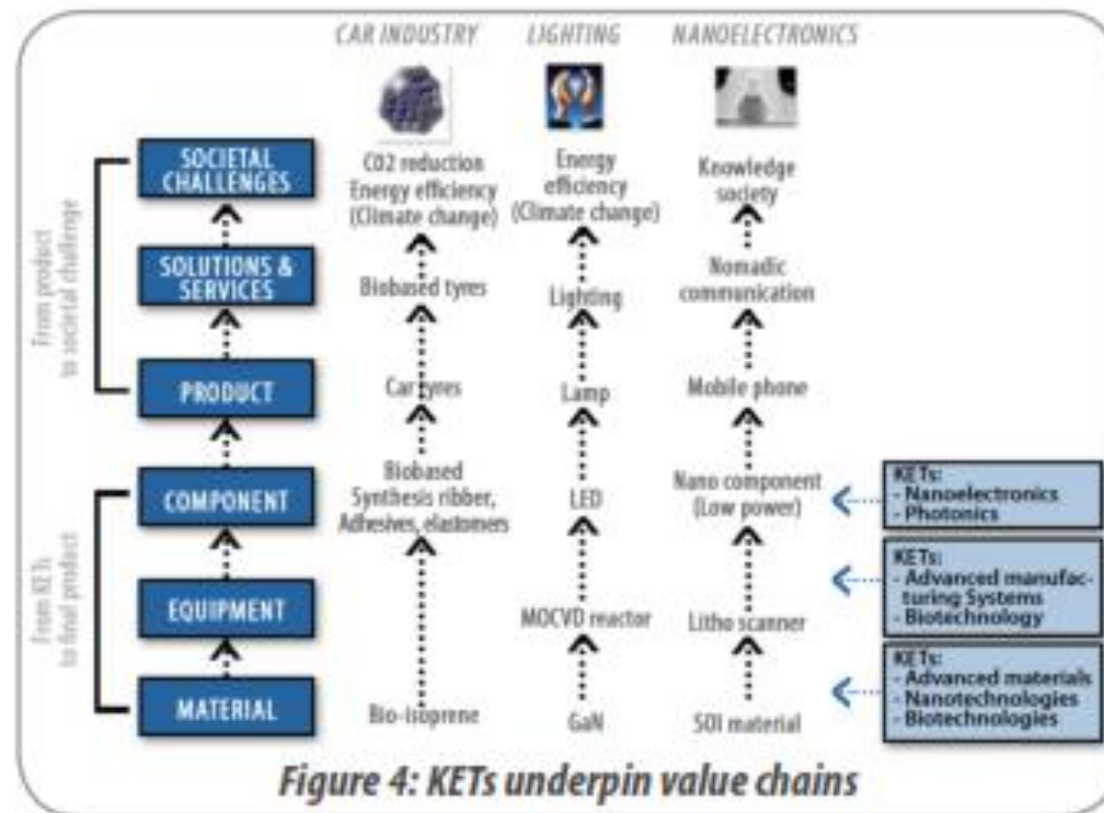 CAR INDUSTRY
LIGHTING
NANOELECTRONICS
SOCIETAL
CHALLENGES
CO2 reduction
Energy efficiency
(Climate change)
Energy
efficiency
(Climate change)
Knowledge
society
From product
to societal challenge
SOLUTIONS &
SERVICES
Biobased tyres
Lighting
Nomadic
communication
PRODUCT
Car tyres
Lamp
Mobile phone
From KETs
to final product
COMPONENT
Biobased
Synthesis ribber,
Adhesives, elastomers
LED
Nano component
(Low power)
KETs:
- Nanoelectronics
- Photonics
EQUIPMENT
MOCVD reactor
Litho scanner
KETs:
- Advanced manufac-
turing Systems
- Biotechnology
MATERIAL
Bio-isoprene
GaN
SOI material
KETs:
- Advanced materials
- Nanotechnologies
- Biotechnologies
Figure 4: KETs underpin value chains